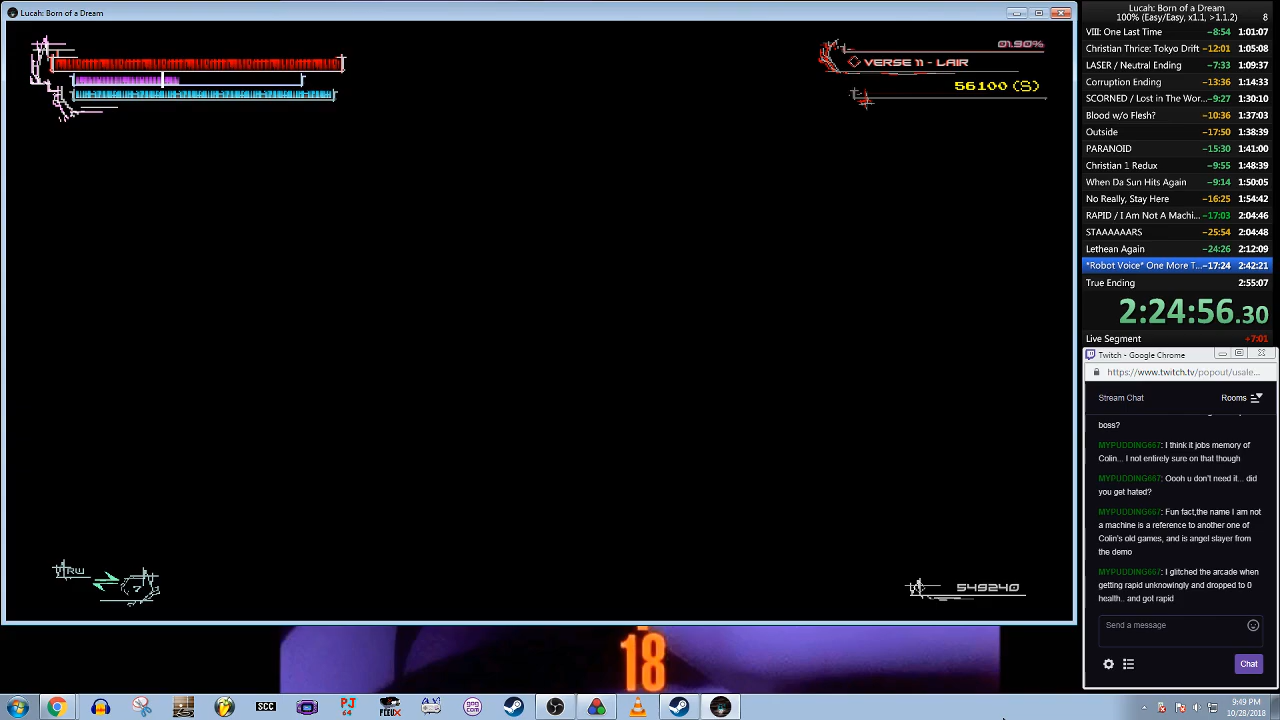 Lucah: Born of a Dream
01.90%
VERSE 11 - LAIR
56100 (S)
549240
18
Lucah: Born of a Dream
100% (Easy/Easy, x1.1, >1.1.2) 8
VIII: One Last Time −8:54 1:01:07
Christian Thrice: Tokyo Drift −12:01 1:05:08
LASER / Neutral Ending −7:33 1:09:37
Corruption Ending −13:36 1:14:33
SCORNED / Lost in The Wor... −9:27 1:30:10
Blood w/o Flesh? −10:36 1:37:03
Outside −17:50 1:38:39
PARANOID −15:30 1:41:00
Christian 1 Redux −9:55 1:48:39
When Da Sun Hits Again −9:14 1:50:05
No Really, Stay Here −16:25 1:54:42
RAPID / I Am Not A Machi... −17:03 2:04:46
STAAAAAARS −25:54 2:04:48
Lethean Again −24:26 2:12:09
*Robot Voice* One More T... −17:24 2:42:21
True Ending 2:55:07
2:24:56.30
Live Segment +7:01
Twitch - Google Chrome
https://www.twitch.tv/popout/usale...
Stream Chat Rooms
boss?
MYPUDDING667: I think it jobs memory of
Colin... I not entirely sure on that though
MYPUDDING667: Oooh u don't need it... did
you get hated?
MYPUDDING667: Fun fact,the name I am not
a machine is a reference to another one of
Colin's old games, and is angel slayer from
the demo
MYPUDDING667: I glitched the arcade when
getting rapid unknowingly and dropped to 0
health.. and got rapid
Send a message
Chat
SCC
PJ
64
9:49 PM
10/28/2018